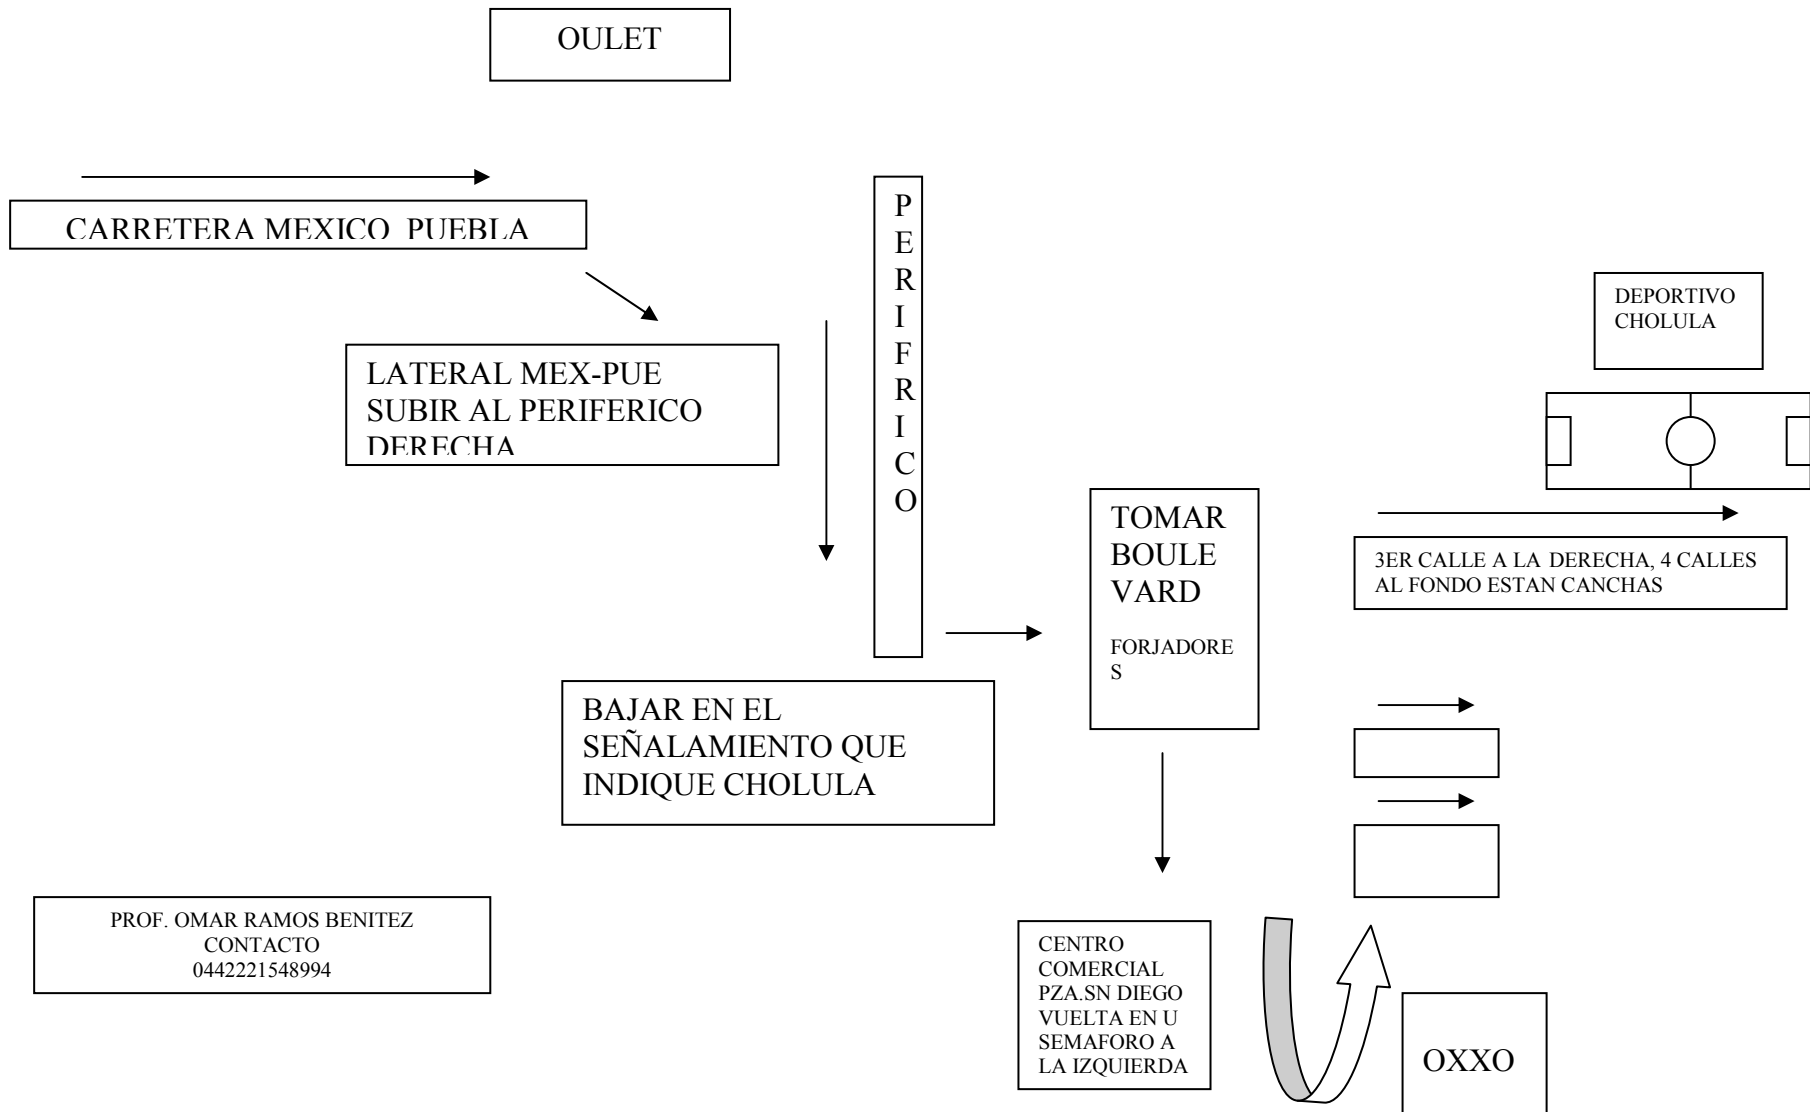 OULET
CARRETERA MEXICO PUEBLA
LATERAL MEX-PUE
SUBIR AL PERIFERICO
DERECHA
P
E
R
I
F
R
I
C
O
DEPORTIVO
CHOLULA
TOMAR
BOULE
VARD
FORJADORE
S
3ER CALLE A LA DERECHA, 4 CALLES
AL FONDO ESTAN CANCHAS
BAJAR EN EL
SEÑALAMIENTO QUE
INDIQUE CHOLULA
PROF. OMAR RAMOS BENITEZ
CONTACTO
0442221548994
CENTRO
COMERCIAL
PZA.SN DIEGO
VUELTA EN U
SEMAFORO A
LA IZQUIERDA
OXXO